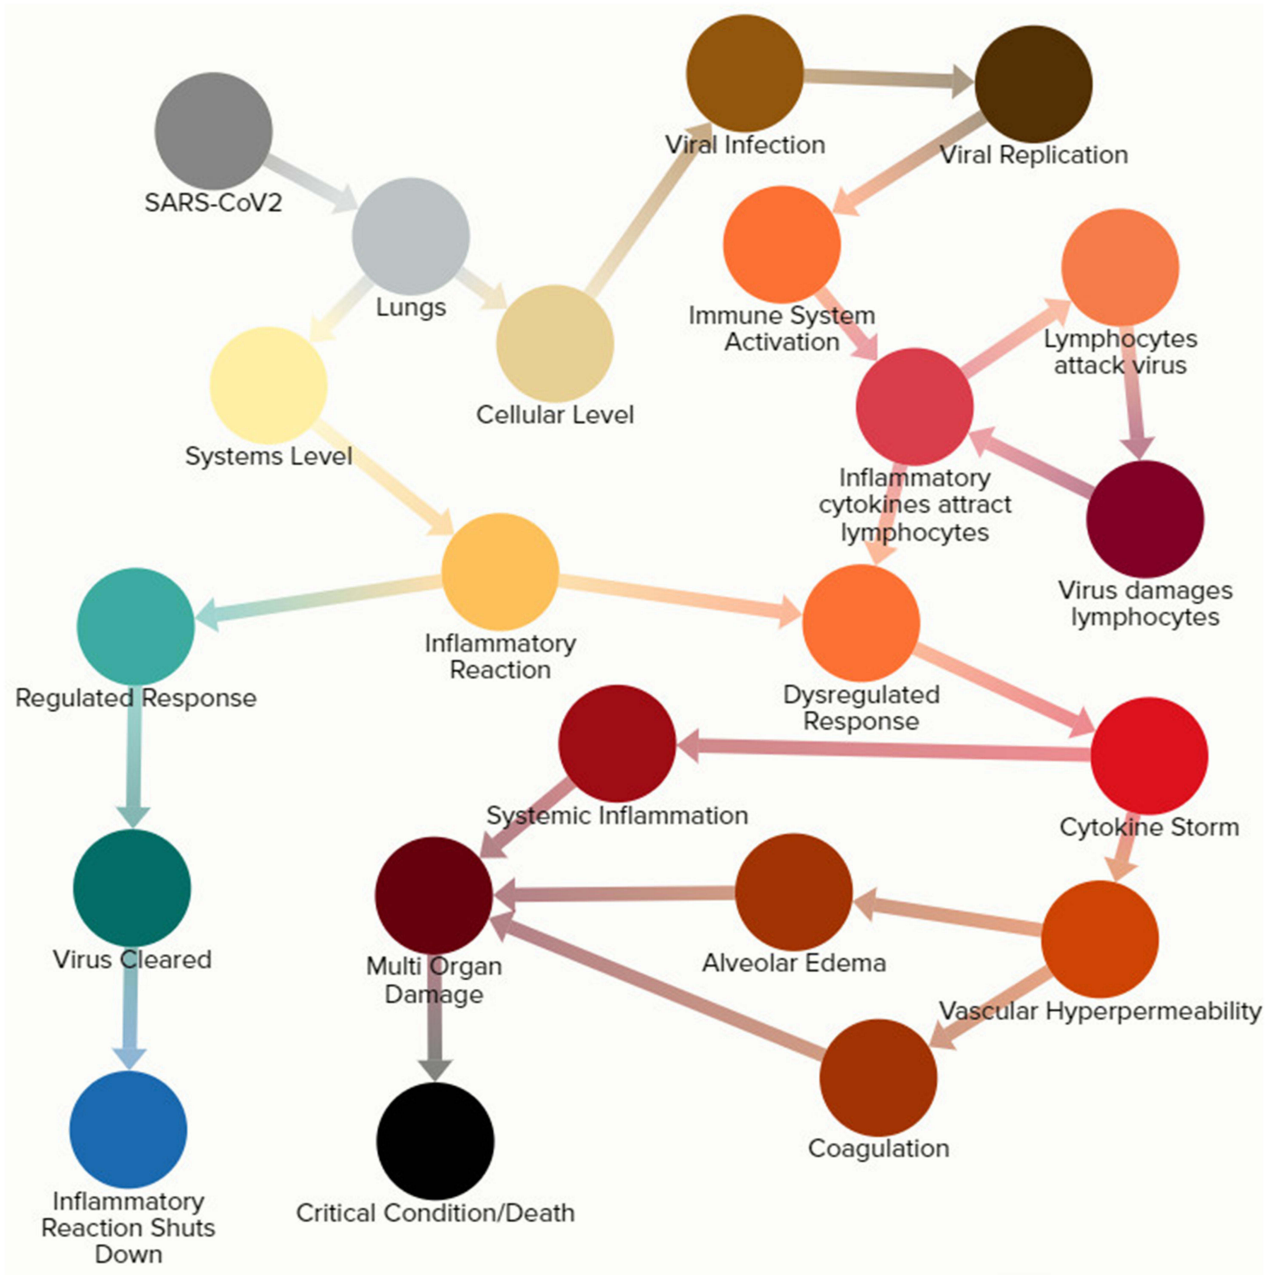 Viral Infection
Viral Replication
SARS-CoV2
Lungs
Immune System
Activation
Lymphocytes
attack virus
Cellular Level
Systems Level
Inflammatory
cytokines attract
lymphocytes
Virus damages
lymphocytes
Inflammatory
Reaction
Regulated Response
Dysregulated
Response
Systemic Inflammation
Cytokine Storm
Virus Cleared
Multi Organ
Damage
Alveolar Edema
Vascular Hyperpermeability
Coagulation
Inflammatory
Reaction Shuts
Down
Critical Condition/Death